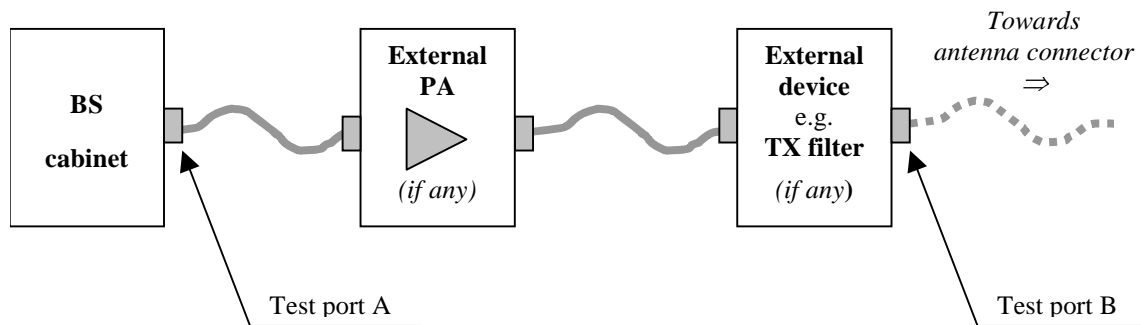 BS
cabinet
External
PA
(if any)
External
device
e.g.
TX filter
(if any)
Towards
antenna connector
⇒
Test port A
Test port B